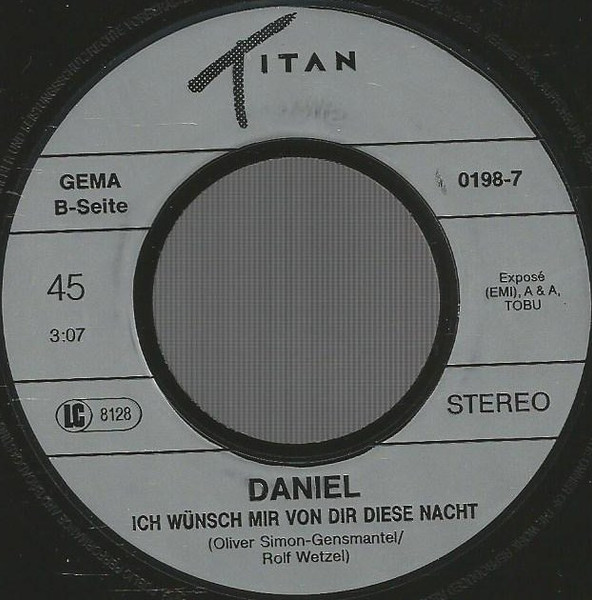 TITAN
GEMA
B-Seite
0198-7
45
3:07
Exposé
(EMI), A & A,
TOBU
LC 8128
STEREO
DANIEL
ICH WÜNSCH MIR VON DIR DIESE NACHT
(Oliver Simon-Gensmantel/
Rolf Wetzel)